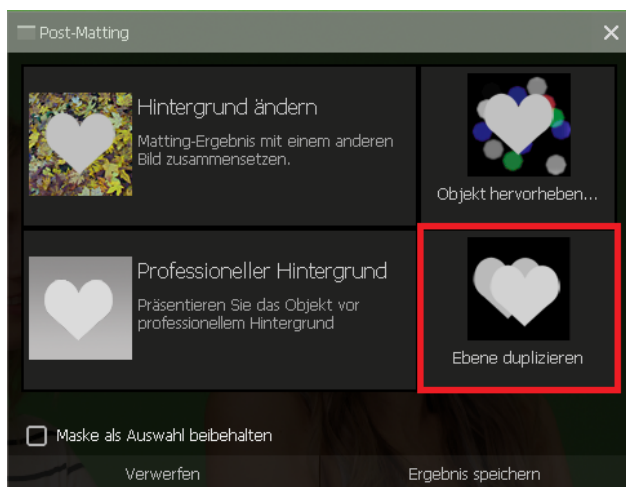 Post-Matting
Hintergrund ändern
Matting-Ergebnis mit einem anderen
Bild zusammensetzen.
Objekt hervorheben...
Professioneller Hintergrund
Präsentieren Sie das Objekt vor
professionellem Hintergrund
Ebene duplizieren
Maske als Auswahl beibehalten
Verwerfen
Ergebnis speichern